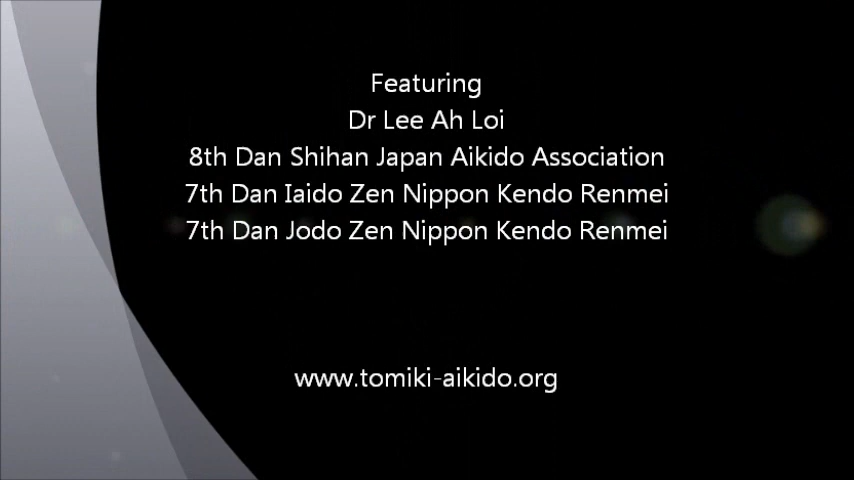 Featuring
Dr Lee Ah Loi
8th Dan Shihan Japan Aikido Association
7th Dan Iaido Zen Nippon Kendo Renmei
7th Dan Jodo Zen Nippon Kendo Renmei
www.tomiki-aikido.org